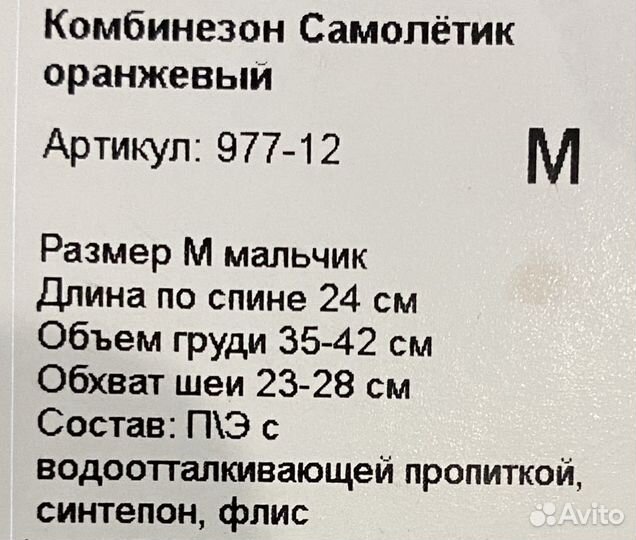 Комбинезон Самолётик
оранжевый
Артикул: 977-12
М
Размер М мальчик
Длина по спине 24 см
Объем груди 35-42 см
Обхват шеи 23-28 см
Состав: П\Э с
водоотталкивающей пропиткой,
синтепон, флис
Avito